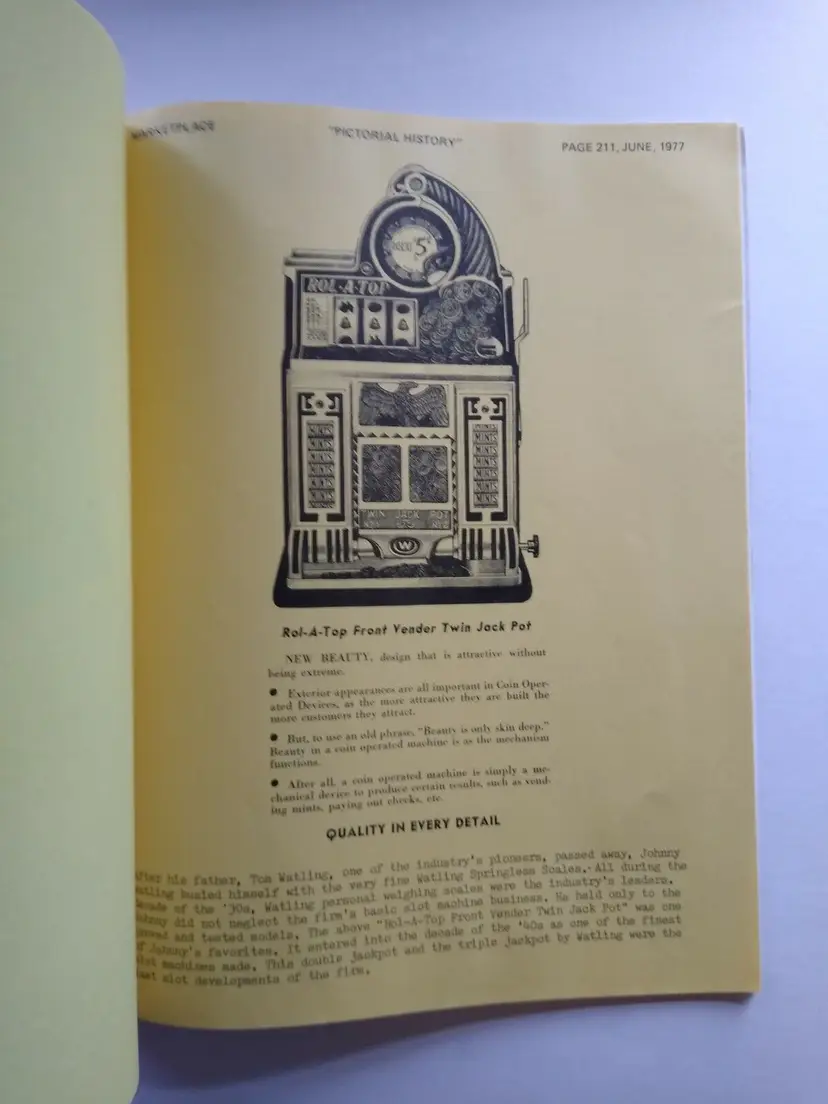 MARKETPLACE
"PICTORIAL HISTORY"
PAGE 211, JUNE, 1977
5¢
ROL-A-TOP
MINTS MINTS
MINTS MINTS
MINTS MINTS
MINTS MINTS
MINTS MINTS
MINTS MINTS
TWIN JACK POT
W
Rol-A-Top Front Vender Twin Jack Pot
NEW BEAUTY, design that is attractive without
being extreme.
● Exterior appearances are all important in Coin Oper-
ated Devices, as the more attractive they are built the
more customers they attract.
● But, to use an old phrase, "Beauty is only skin deep."
Beauty in a coin operated machine is as the mechanism
functions.
● After all, a coin operated machine is simply a me-
chanical device to produce certain results, such as vend-
ing mints, paying out checks, etc.
QUALITY IN EVERY DETAIL
After his father, Tom Watling, one of the industry's pioneers, passed away, Johnny
Watling busied himself with the very fine Watling Springless Scales. All during the
decade of the '30s, Watling personal weighing scales were the industry's leaders.
Johnny did not neglect the firm's basic slot machine business. He held only to the
proved and tested models. The above "Rol-A-Top Front Vender Twin Jack Pot" was one
of Johnny's favorites. It entered into the decade of the '40s as one of the finest
slot machines made. This double jackpot and the triple jackpot by Watling were the
last slot developments of the firm.